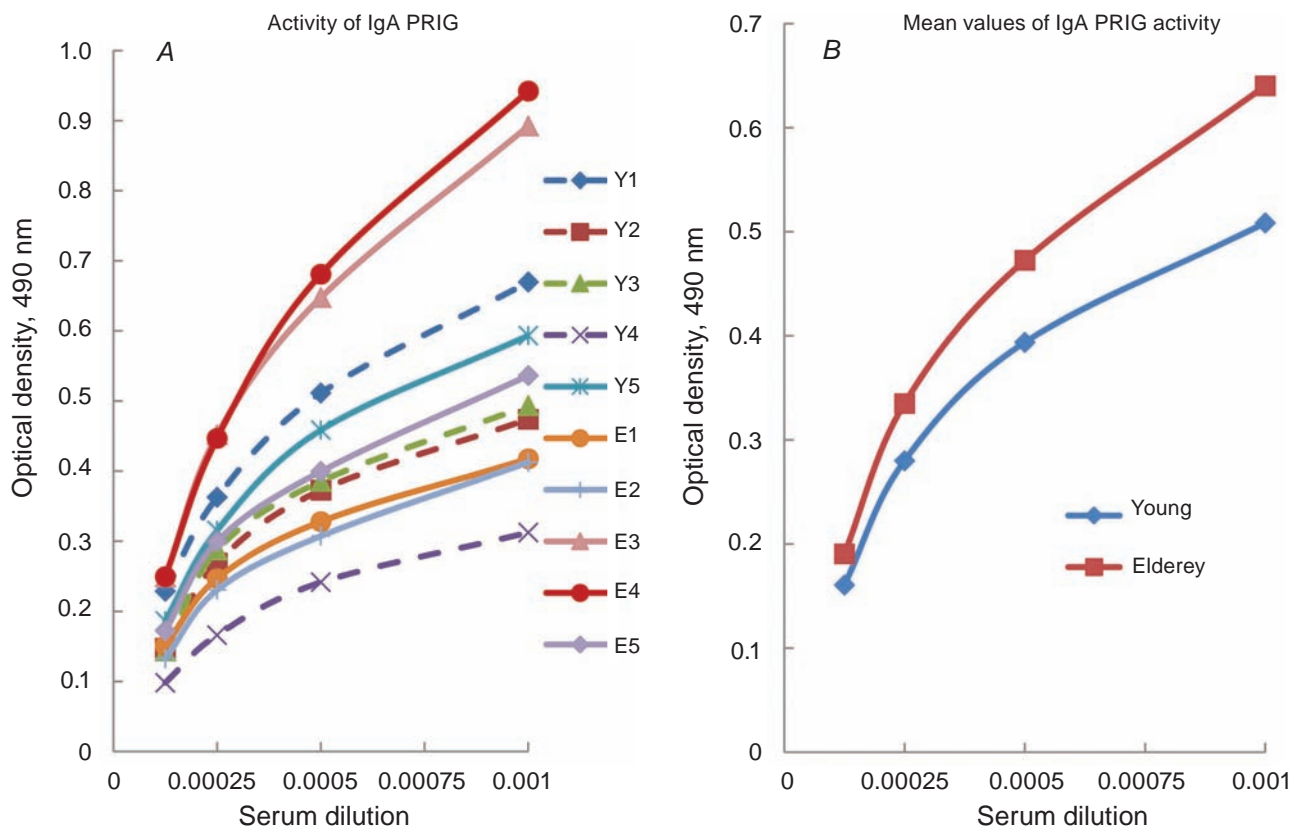 Activity of IgA PRIG
A
Optical density, 490 nm
1.0
0.9
0.8
0.7
0.6
0.5
0.4
0.3
0.2
0.1
0
0 0.00025 0.0005 0.00075 0.001
Serum dilution
Y1
Y2
Y3
Y4
Y5
E1
E2
E3
E4
E5
Mean values of IgA PRIG activity
B
Optical density, 490 nm
0.7
0.6
0.5
0.4
0.3
0.2
0.1
0
0 0.00025 0.0005 0.00075 0.001
Serum dilution
Young
Elderey